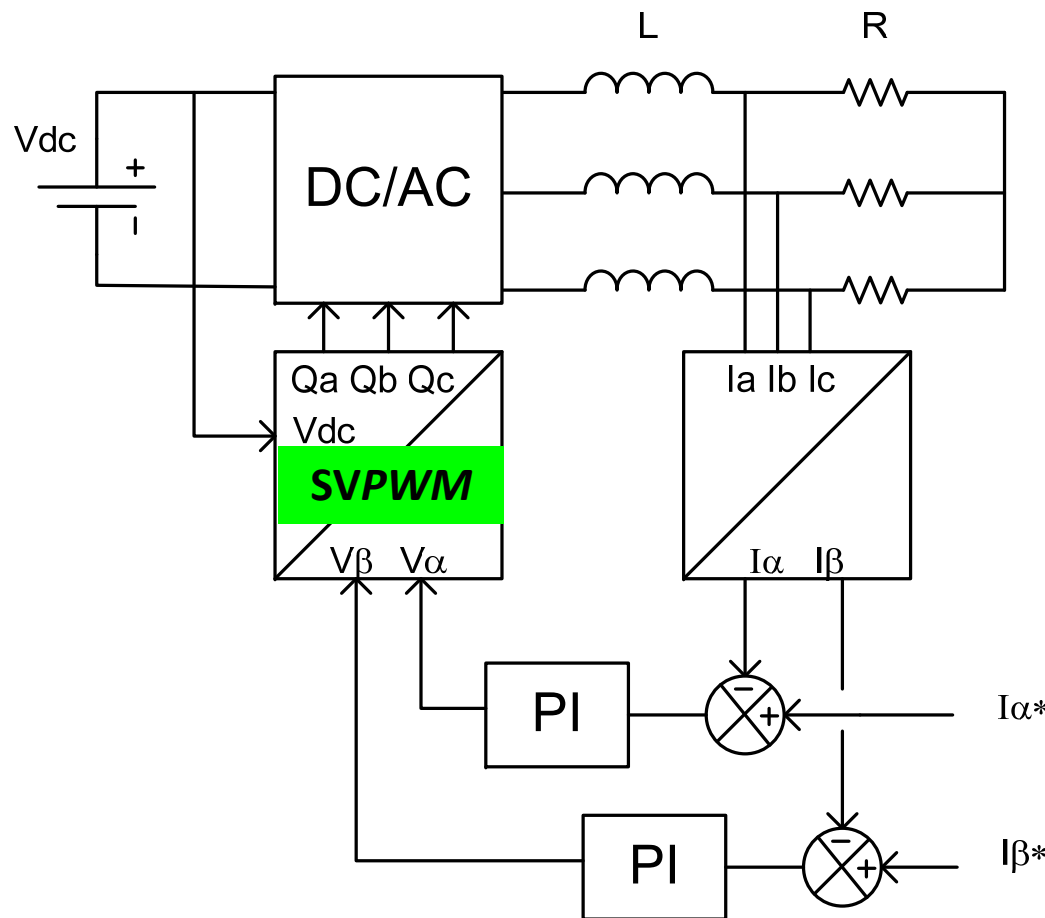 L R
Vdc
+
DC/AC
−
Qa Qb Qc
Ia Ib Ic
Vdc
SVPWM
Vβ Vα
Iα Iβ
−
PI
+
Iα*
−
PI
+
Iβ*